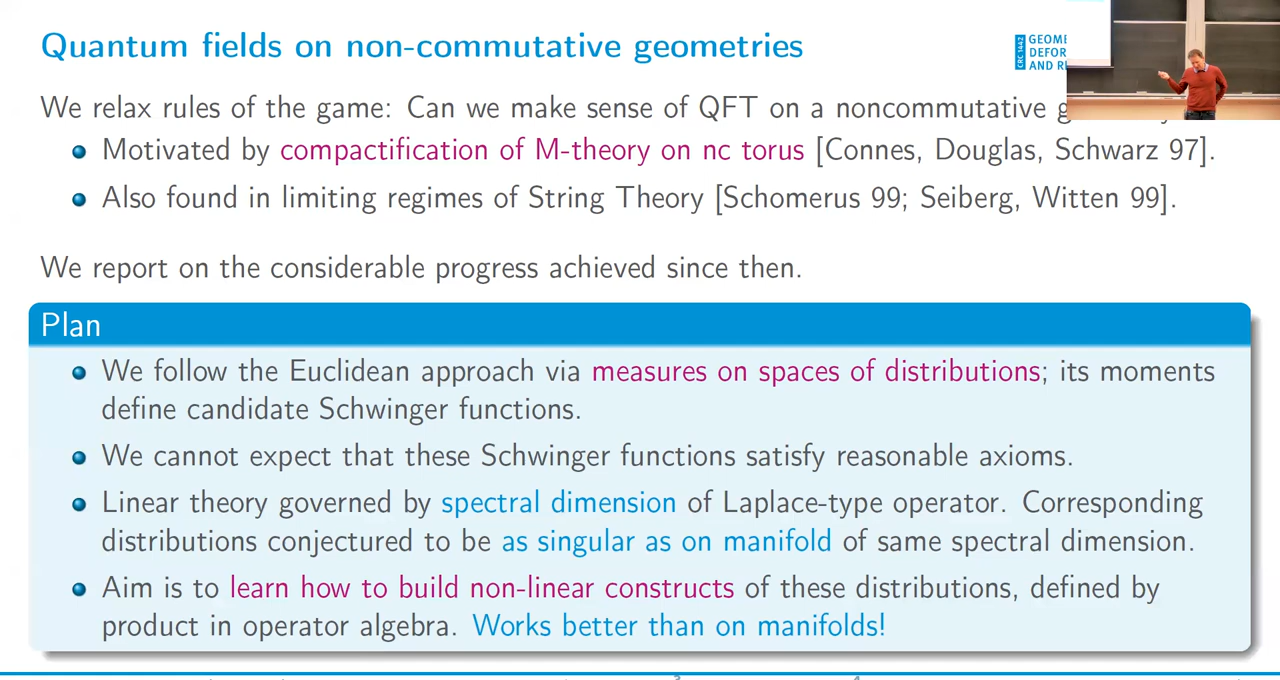 Quantum fields on non-commutative geometries
CRC 1442
GEOME
DEFOR
AND R
We relax rules of the game: Can we make sense of QFT on a noncommutative
Motivated by compactification of M-theory on nc torus [Connes, Douglas, Schwarz 97].
Also found in limiting regimes of String Theory [Schomerus 99; Seiberg, Witten 99].
We report on the considerable progress achieved since then.
Plan
We follow the Euclidean approach via measures on spaces of distributions; its moments
define candidate Schwinger functions.
We cannot expect that these Schwinger functions satisfy reasonable axioms.
Linear theory governed by spectral dimension of Laplace-type operator. Corresponding
distributions conjectured to be as singular as on manifold of same spectral dimension.
Aim is to learn how to build non-linear constructs of these distributions, defined by
product in operator algebra. Works better than on manifolds!